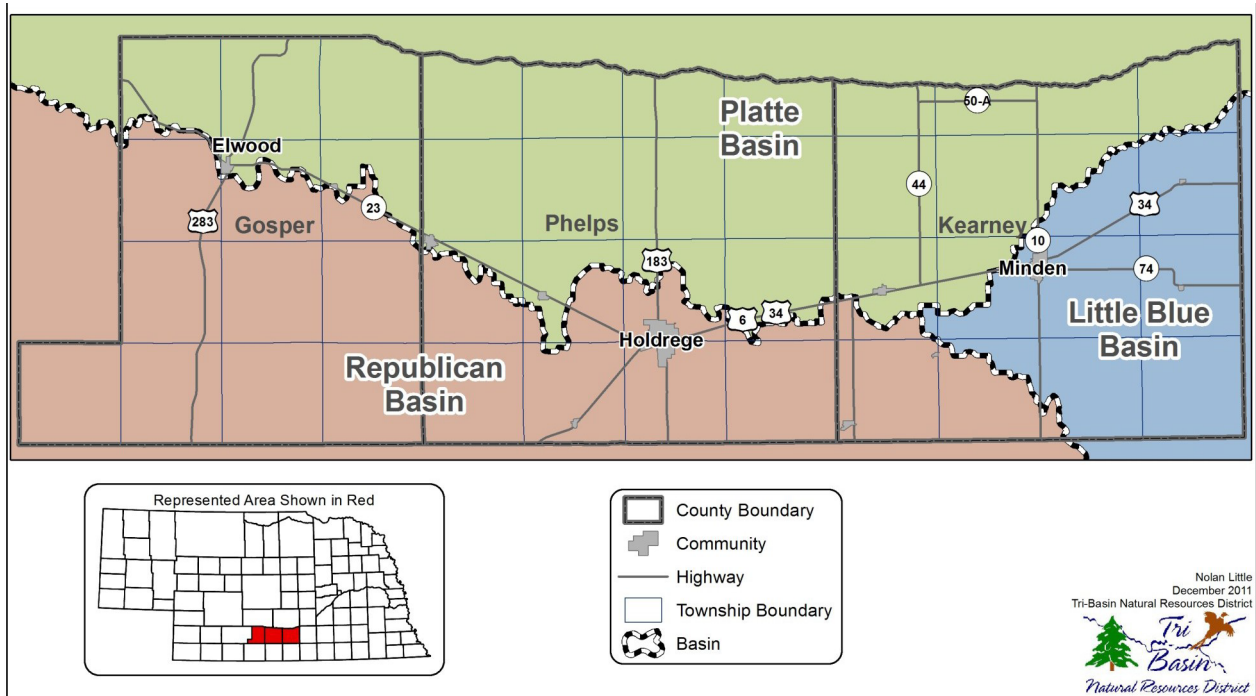 50-A
Platte
Basin
Elwood
44
34
23
283
Gosper
Phelps
Kearney
10
183
Minden
74
6
34
Little Blue
Basin
Holdrege
Republican
Basin
Represented Area Shown in Red
County Boundary
Community
Highway
Township Boundary
Basin
Nolan Little
December 2011
Tri-Basin Natural Resources District
Tri
Basin
Natural Resources District